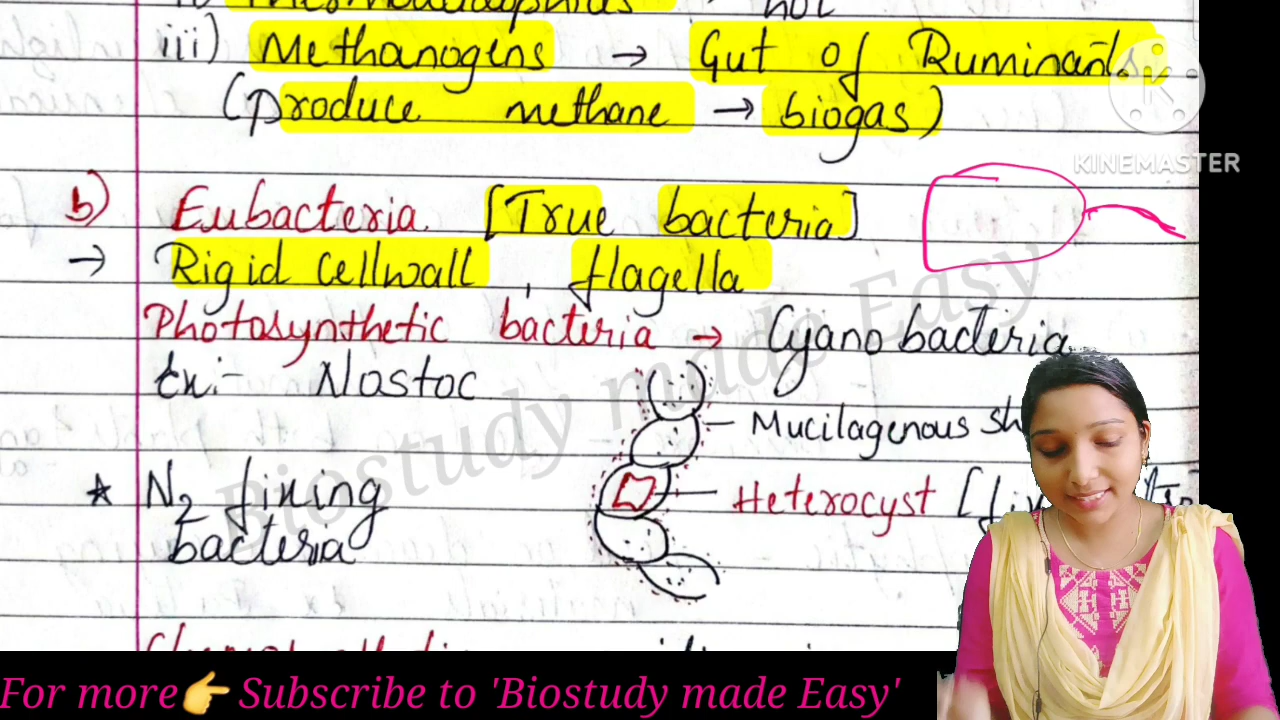 iii) Methanogens → Gut of Ruminants.
(produce methane → biogas)
KINEMASTER
b) Eubacteria. [True bacteria]
→ Rigid cellwall , flagella
Photosynthetic bacteria → Cyano bacteria
Ex:- Nostoc
Mucilagenous sh
* N2 fixing bacteria
Heterocyst [fix
Biostudy made Easy
For more👉 Subscribe to 'Biostudy made Easy'